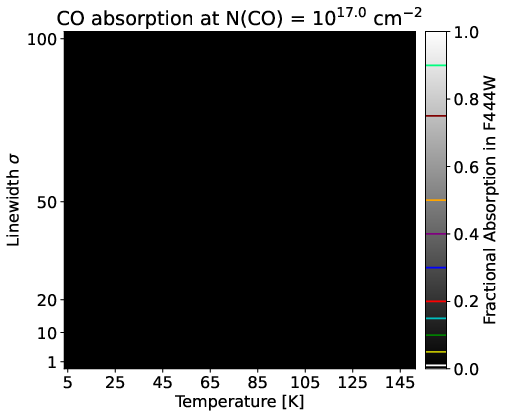 CO absorption at N(CO) = 10^17.0 cm^−2
100
50
20
10
1
Linewidth σ
5 25 45 65 85 105 125 145
Temperature [K]
1.0
0.8
0.6
0.4
0.2
0.0
Fractional Absorption in F444W